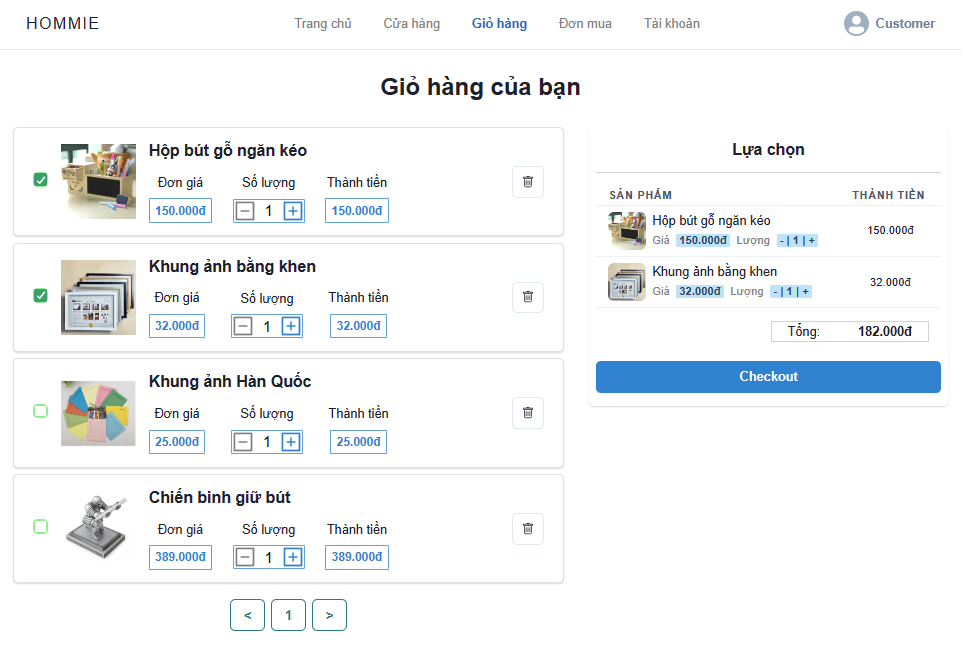 HOMMIE Trang chủ Cửa hàng Giỏ hàng Đơn mua Tài khoản Customer
Giỏ hàng của bạn
Hộp bút gỗ ngăn kéo
Đơn giá Số lượng Thành tiền
150.000đ 1 150.000đ
Khung ảnh bằng khen
Đơn giá Số lượng Thành tiền
32.000đ 1 32.000đ
Khung ảnh Hàn Quốc
Đơn giá Số lượng Thành tiền
25.000đ 1 25.000đ
Chiến binh giữ bút
Đơn giá Số lượng Thành tiền
389.000đ 1 389.000đ
< 1 >
Lựa chọn
SẢN PHẨM THÀNH TIỀN
Hộp bút gỗ ngăn kéo
Giá 150.000đ Lượng - | 1 | + 150.000đ
Khung ảnh bằng khen
Giá 32.000đ Lượng - | 1 | + 32.000đ
Tổng: 182.000đ
Checkout